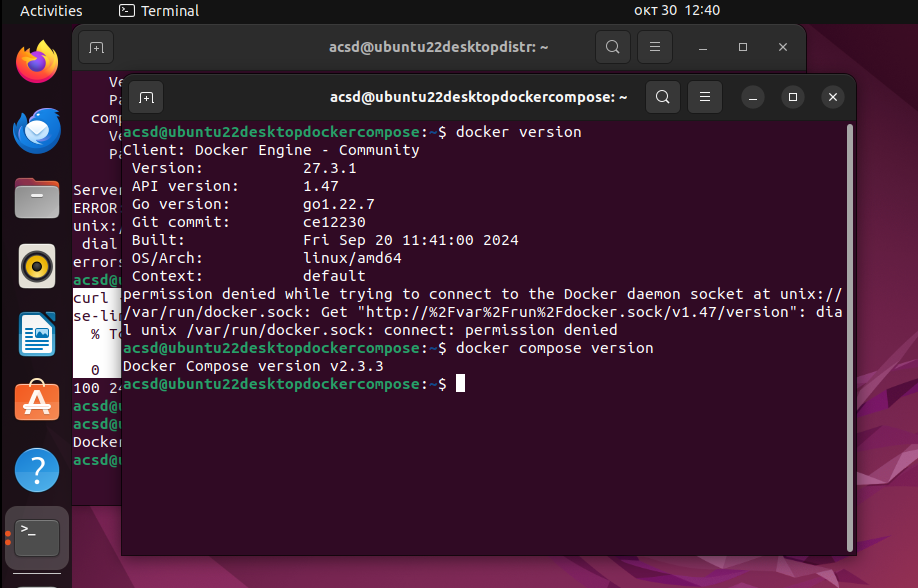 Activities
Terminal
окт 30 12:40
acsd@ubuntu22desktopdistr: ~
acsd@ubuntu22desktopdockercompose: ~
Ve
Pa
comp
Ve
Pa
Server
ERROR
unix:/
dial
errors
acsd@u
curl
se-lin
% To
0
100 24
acsd@u
acsd@u
Docker
acsd@u
acsd@ubuntu22desktopdockercompose:~$ docker version
Client: Docker Engine - Community
Version: 27.3.1
API version: 1.47
Go version: go1.22.7
Git commit: ce12230
Built: Fri Sep 20 11:41:00 2024
OS/Arch: linux/amd64
Context: default
permission denied while trying to connect to the Docker daemon socket at unix://
/var/run/docker.sock: Get "http://%2Fvar%2Frun%2Fdocker.sock/v1.47/version": dia
l unix /var/run/docker.sock: connect: permission denied
acsd@ubuntu22desktopdockercompose:~$ docker compose version
Docker Compose version v2.3.3
acsd@ubuntu22desktopdockercompose:~$